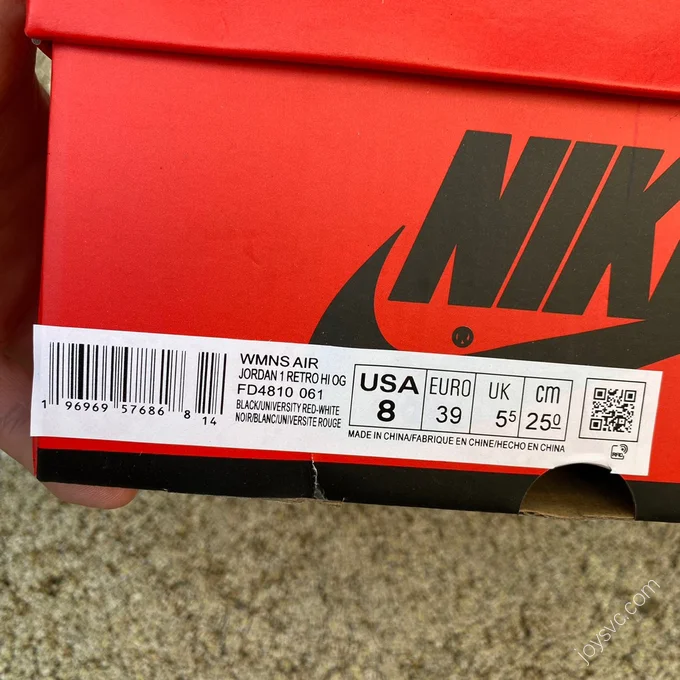 NIK
WMNS AIR
JORDAN 1 RETRO HI OG
FD4810 061
BLACK/UNIVERSITY RED-WHITE
NOIR/BLANC/UNIVERSITE ROUGE
USA
8
EURO
39
UK
5⁵
cm
25⁰
MADE IN CHINA/FABRIQUE EN CHINE/HECHO EN CHINA
1 96969 57686 8 14
joysvc.com